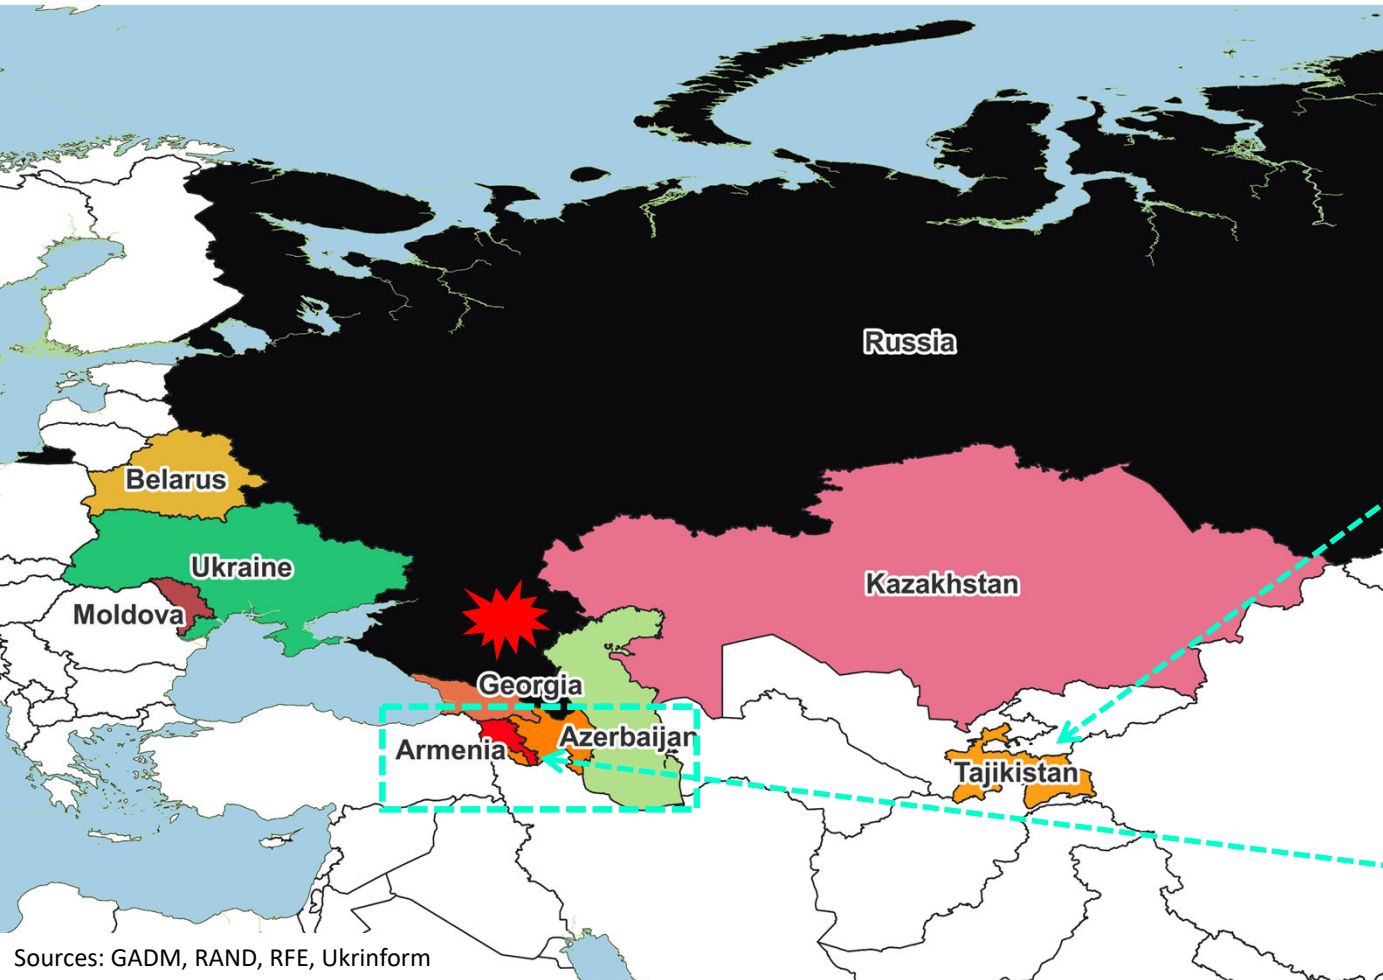 Russia
Belarus
Ukraine
Kazakhstan
Moldova
Georgia
Azerbaijan
Armenia
Tajikistan
Sources: GADM, RAND, RFE, Ukrinform